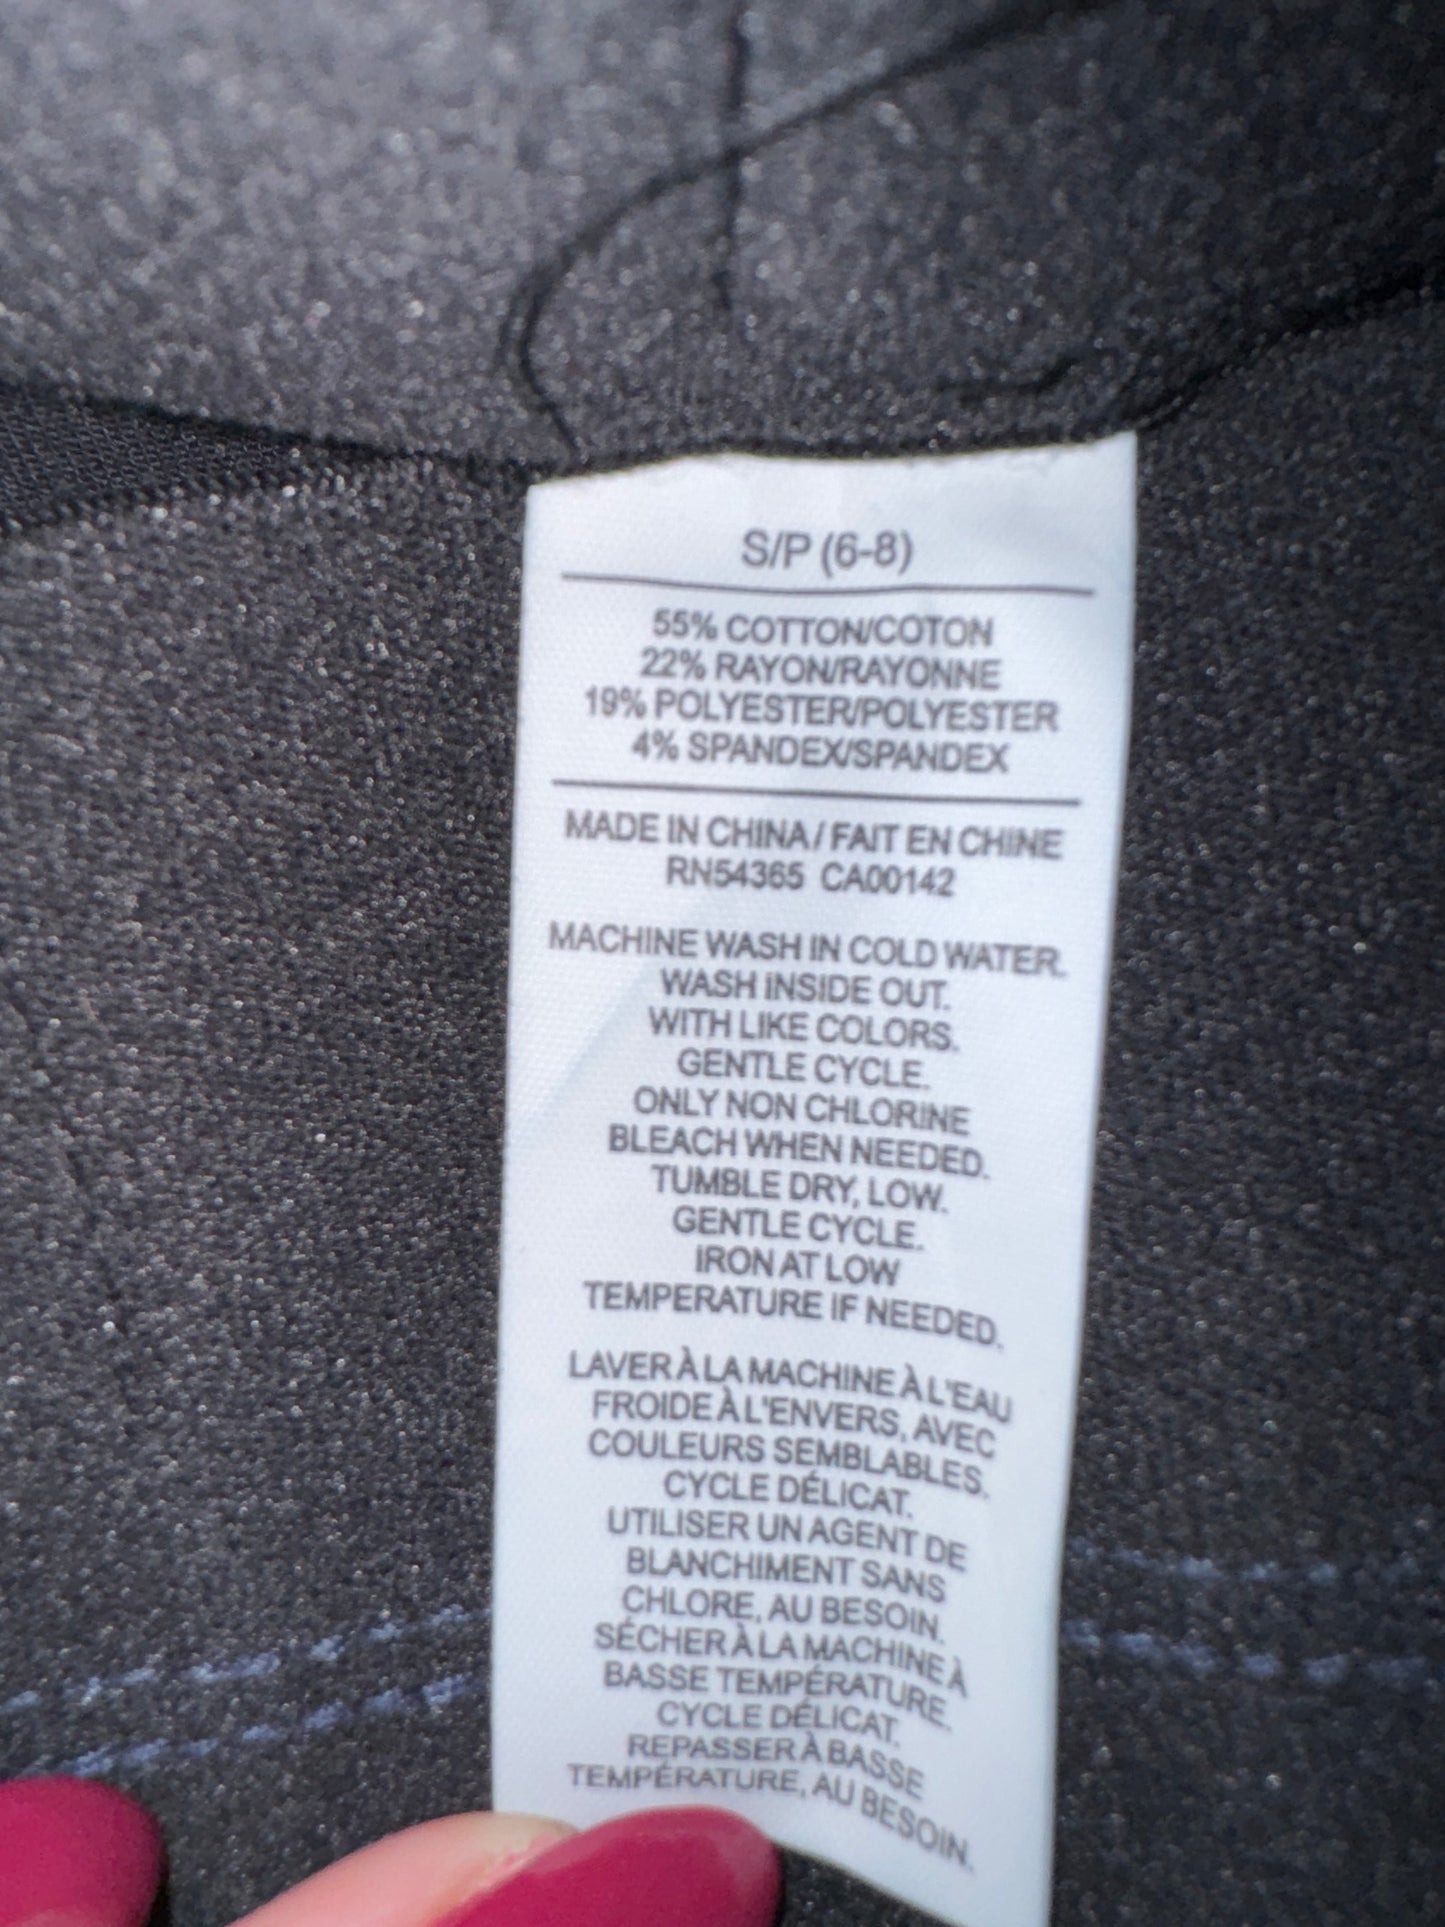 S/P (6-8)
55% COTTON/COTON
22% RAYON/RAYONNE
19% POLYESTER/POLYESTER
4% SPANDEX/SPANDEX
MADE IN CHINA / FAIT EN CHINE
RN54365 CA00142
MACHINE WASH IN COLD WATER.
WASH INSIDE OUT.
WITH LIKE COLORS.
GENTLE CYCLE.
ONLY NON CHLORINE
BLEACH WHEN NEEDED.
TUMBLE DRY, LOW.
GENTLE CYCLE.
IRON AT LOW
TEMPERATURE IF NEEDED.
LAVER À LA MACHINE À L'EAU
FROIDE À L'ENVERS, AVEC
COULEURS SEMBLABLES.
CYCLE DÉLICAT.
UTILISER UN AGENT DE
BLANCHIMENT SANS
CHLORE, AU BESOIN.
SÉCHER À LA MACHINE À
BASSE TEMPÉRATURE.
CYCLE DÉLICAT.
REPASSER À BASSE
TEMPÉRATURE, AU BESOIN.